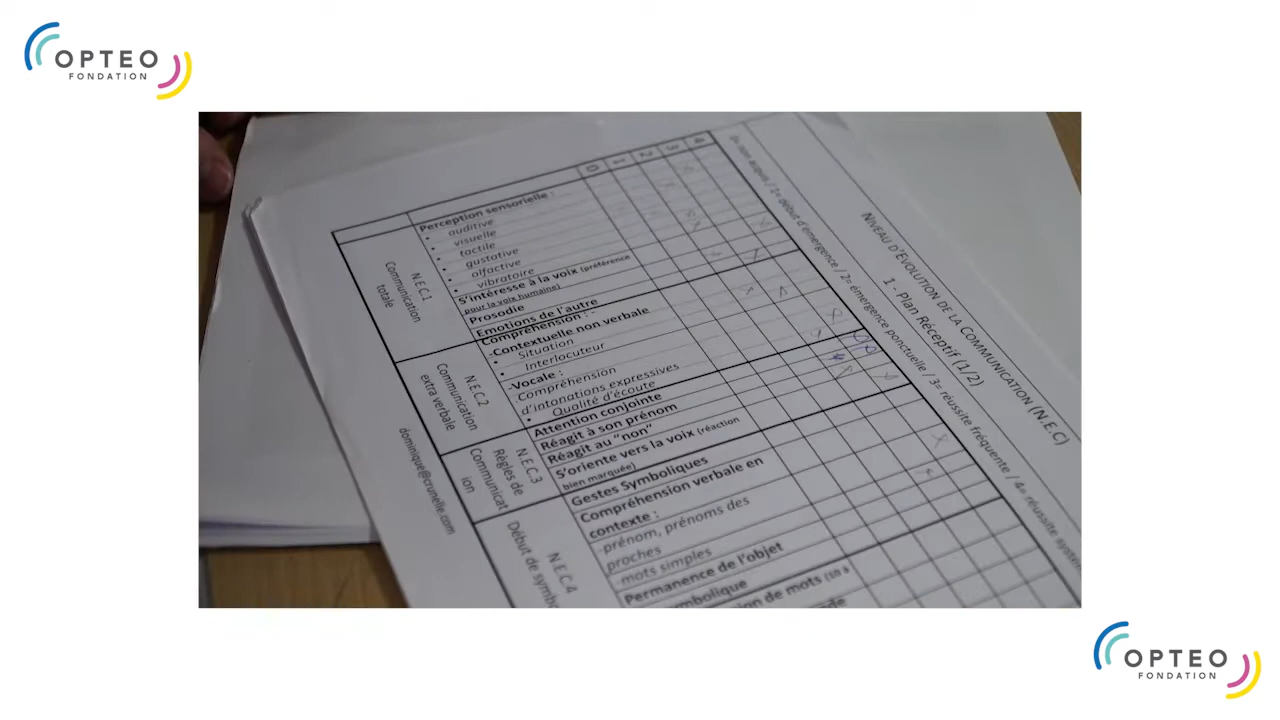 OPTEO
FONDATION
NIVEAU D'EVOLUTION DE LA COMMUNICATION (N.E.C)
1 - Plan Réceptif (1/2)
0= non acquis / 1= début d'émergence / 2= émergence ponctuelle / 3= réussite fréquente / 4= réussite
0 1 2 3 4
N.E.C.1
Communication
totale
Perception sensorielle :
• auditive
• visuelle
• tactile
• gustative
• olfactive
• vibratoire
S'intéresse à la voix (préférence
pour la voix humaine)
Prosodie
Emotions de l'autre
N.E.C.2
Communication
extra verbale
Compréhension : -
-Contextuelle non verbale
• Situation
• Interlocuteur
-Vocale :
Compréhension
d'intonations expressives
• Qualité d'écoute
N.E.C.3
Règles de
Communicat
ion
Attention conjointe
Réagit à son prénom
Réagit au "non"
S'oriente vers la voix (réaction
bien marquée)
N.E.C.4
Début de
Gestes Symboliques
Compréhension verbale en
contexte :
-prénom, prénoms des
proches
-mots simples
Permanence de l'objet
de mots (10 à
dominique@crunelle.com
OPTEO
FONDATION